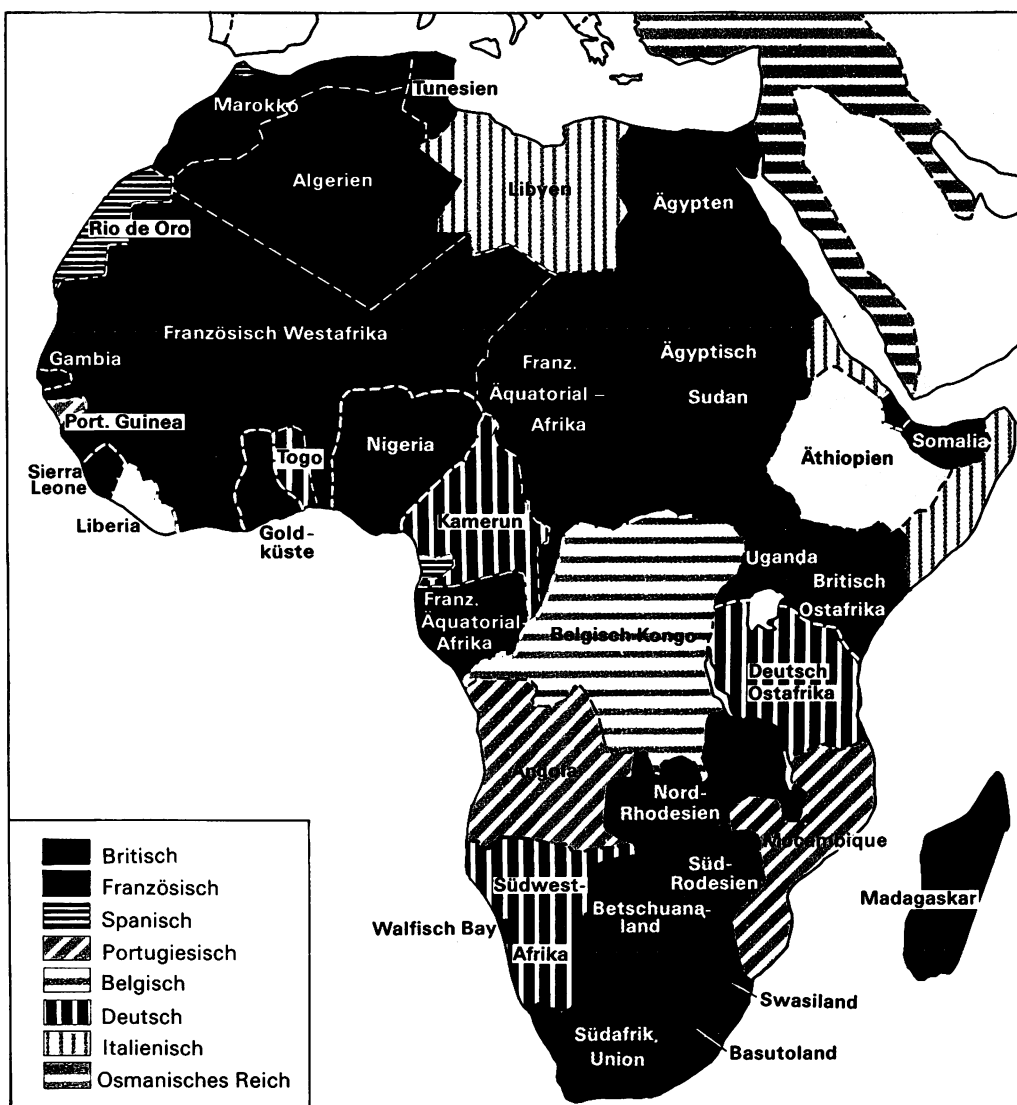 Tunesien
Marokko
Algerien
Libyen
Ägypten
Rio de Oro
Französisch Westafrika
Gambia
Franz.
Äquatorial –
Afrika
Ägyptisch
Sudan
Port. Guinea
Nigeria
Togo
Somalia
Äthiopien
Sierra
Leone
Liberia
Gold-
küste
Kamerun
Uganda
Britisch
Ostafrika
Franz.
Äquatorial-
Afrika
Belgisch Kongo
Deutsch
Ostafrika
Angola
Nord-
Rhodesien
Mocambique
Süd-
Rodesien
Südwest-
Afrika
Betschuana-
land
Walfisch Bay
Madagaskar
Swasiland
Basutoland
Südafrik,
Union
Britisch
Französisch
Spanisch
Portugiesisch
Belgisch
Deutsch
Italienisch
Osmanisches Reich